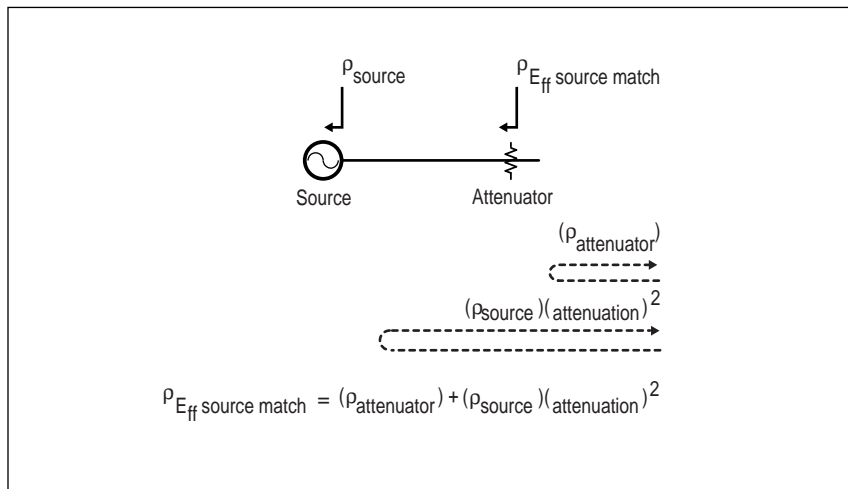 ρsource
ρEff source match
Source
Attenuator
(ρattenuator)
(ρsource)(attenuation)²
ρEff source match = (ρattenuator) + (ρsource)(attenuation)²